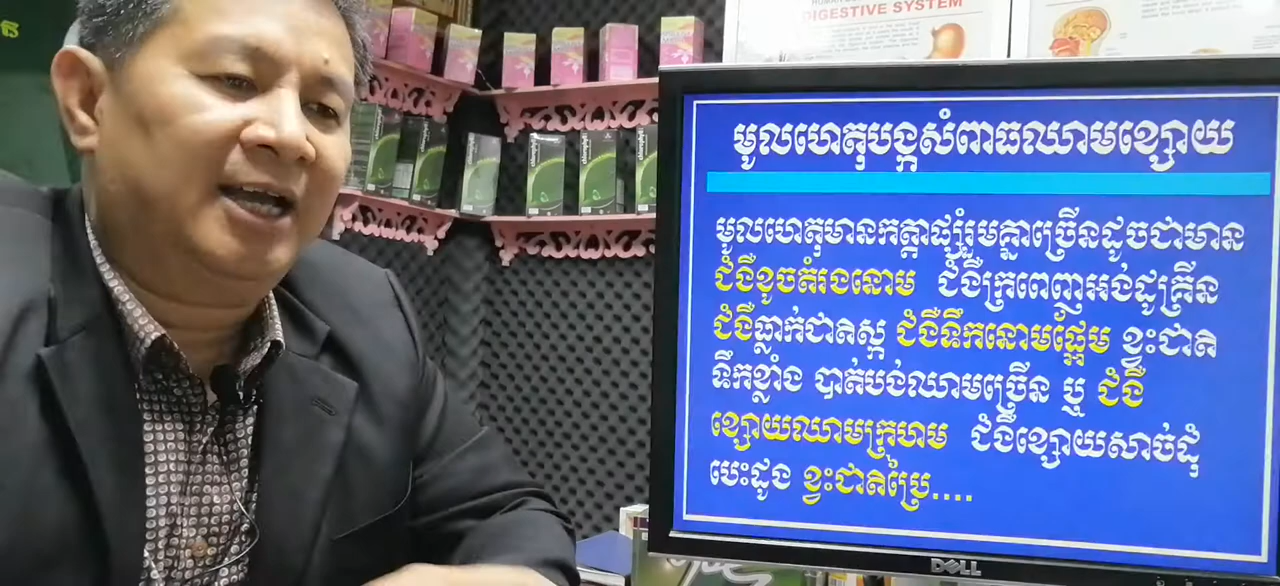 DIGESTIVE SYSTEM
មូលហេតុបង្កសំពាធឈាមខ្សោយ
មូលហេតុមានកត្តាផ្សំរួមគ្នាច្រើនដូចជាមាន
ជំងឺខូចតំរងនោម ជំងឺក្រពេញអង់ដូគ្រីន
ជំងឺធ្លាក់ជាតិស្ករ ជំងឺទឹកនោមផ្អែម ខ្វះជាតិ
ទឹកខ្លាំង បាត់បង់ឈាមច្រើន ឬ ជំងឺ
ខ្សោយឈាមក្រហម ជំងឺខ្សោយសាច់ដុំ
បេះដូង ខ្វះជាតិប្រៃ....
DELL